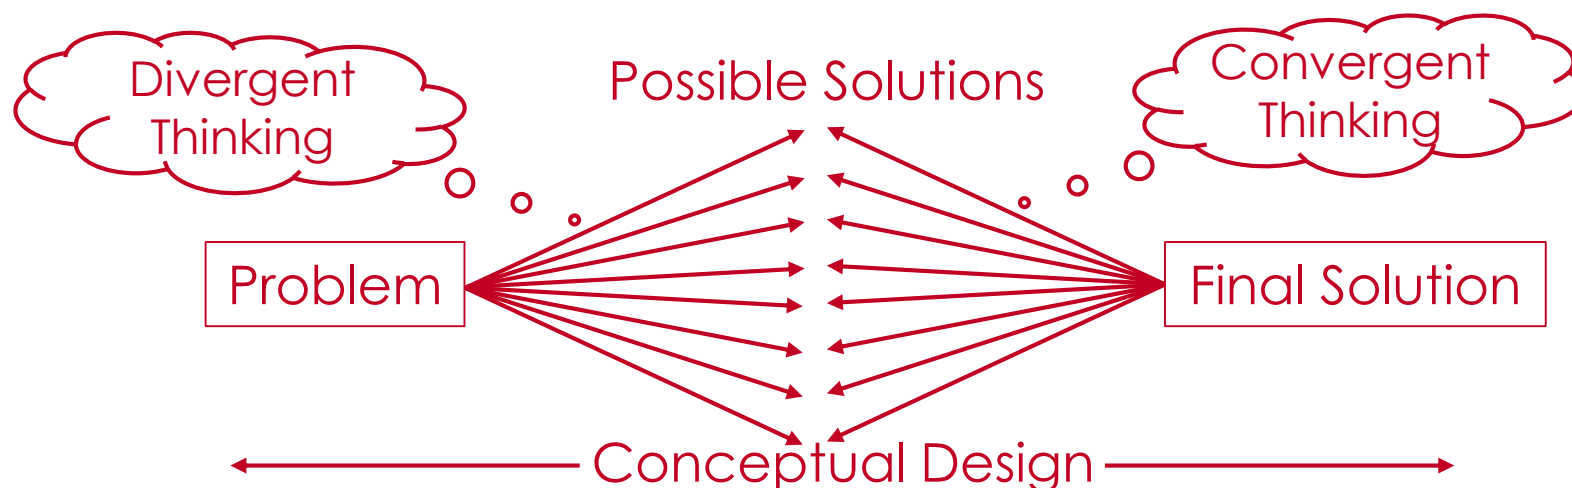 Divergent
Thinking
Possible Solutions
Convergent
Thinking
Problem
Final Solution
Conceptual Design